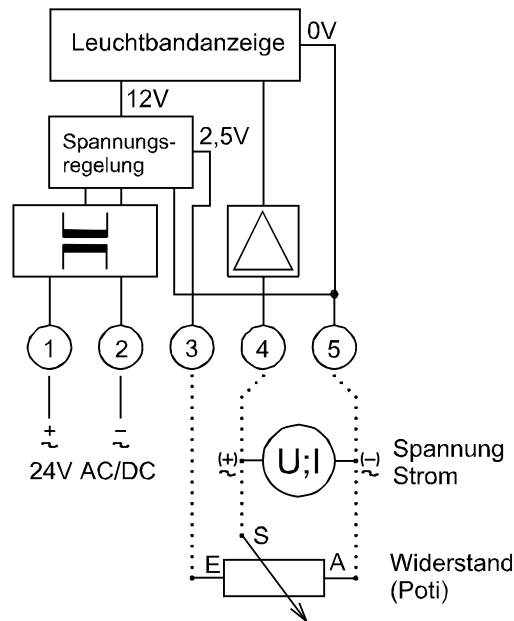 Leuchtbandanzeige
0V
12V
Spannungs-
regelung
2,5V
1
2
3
4
5
+
~
–
~
24V AC/DC
(+)
~
U;I
(–)
~
Spannung
Strom
S
E
A
Widerstand
(Poti)